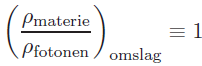 (ρmaterie / ρfotonen)omslag ≡ 1